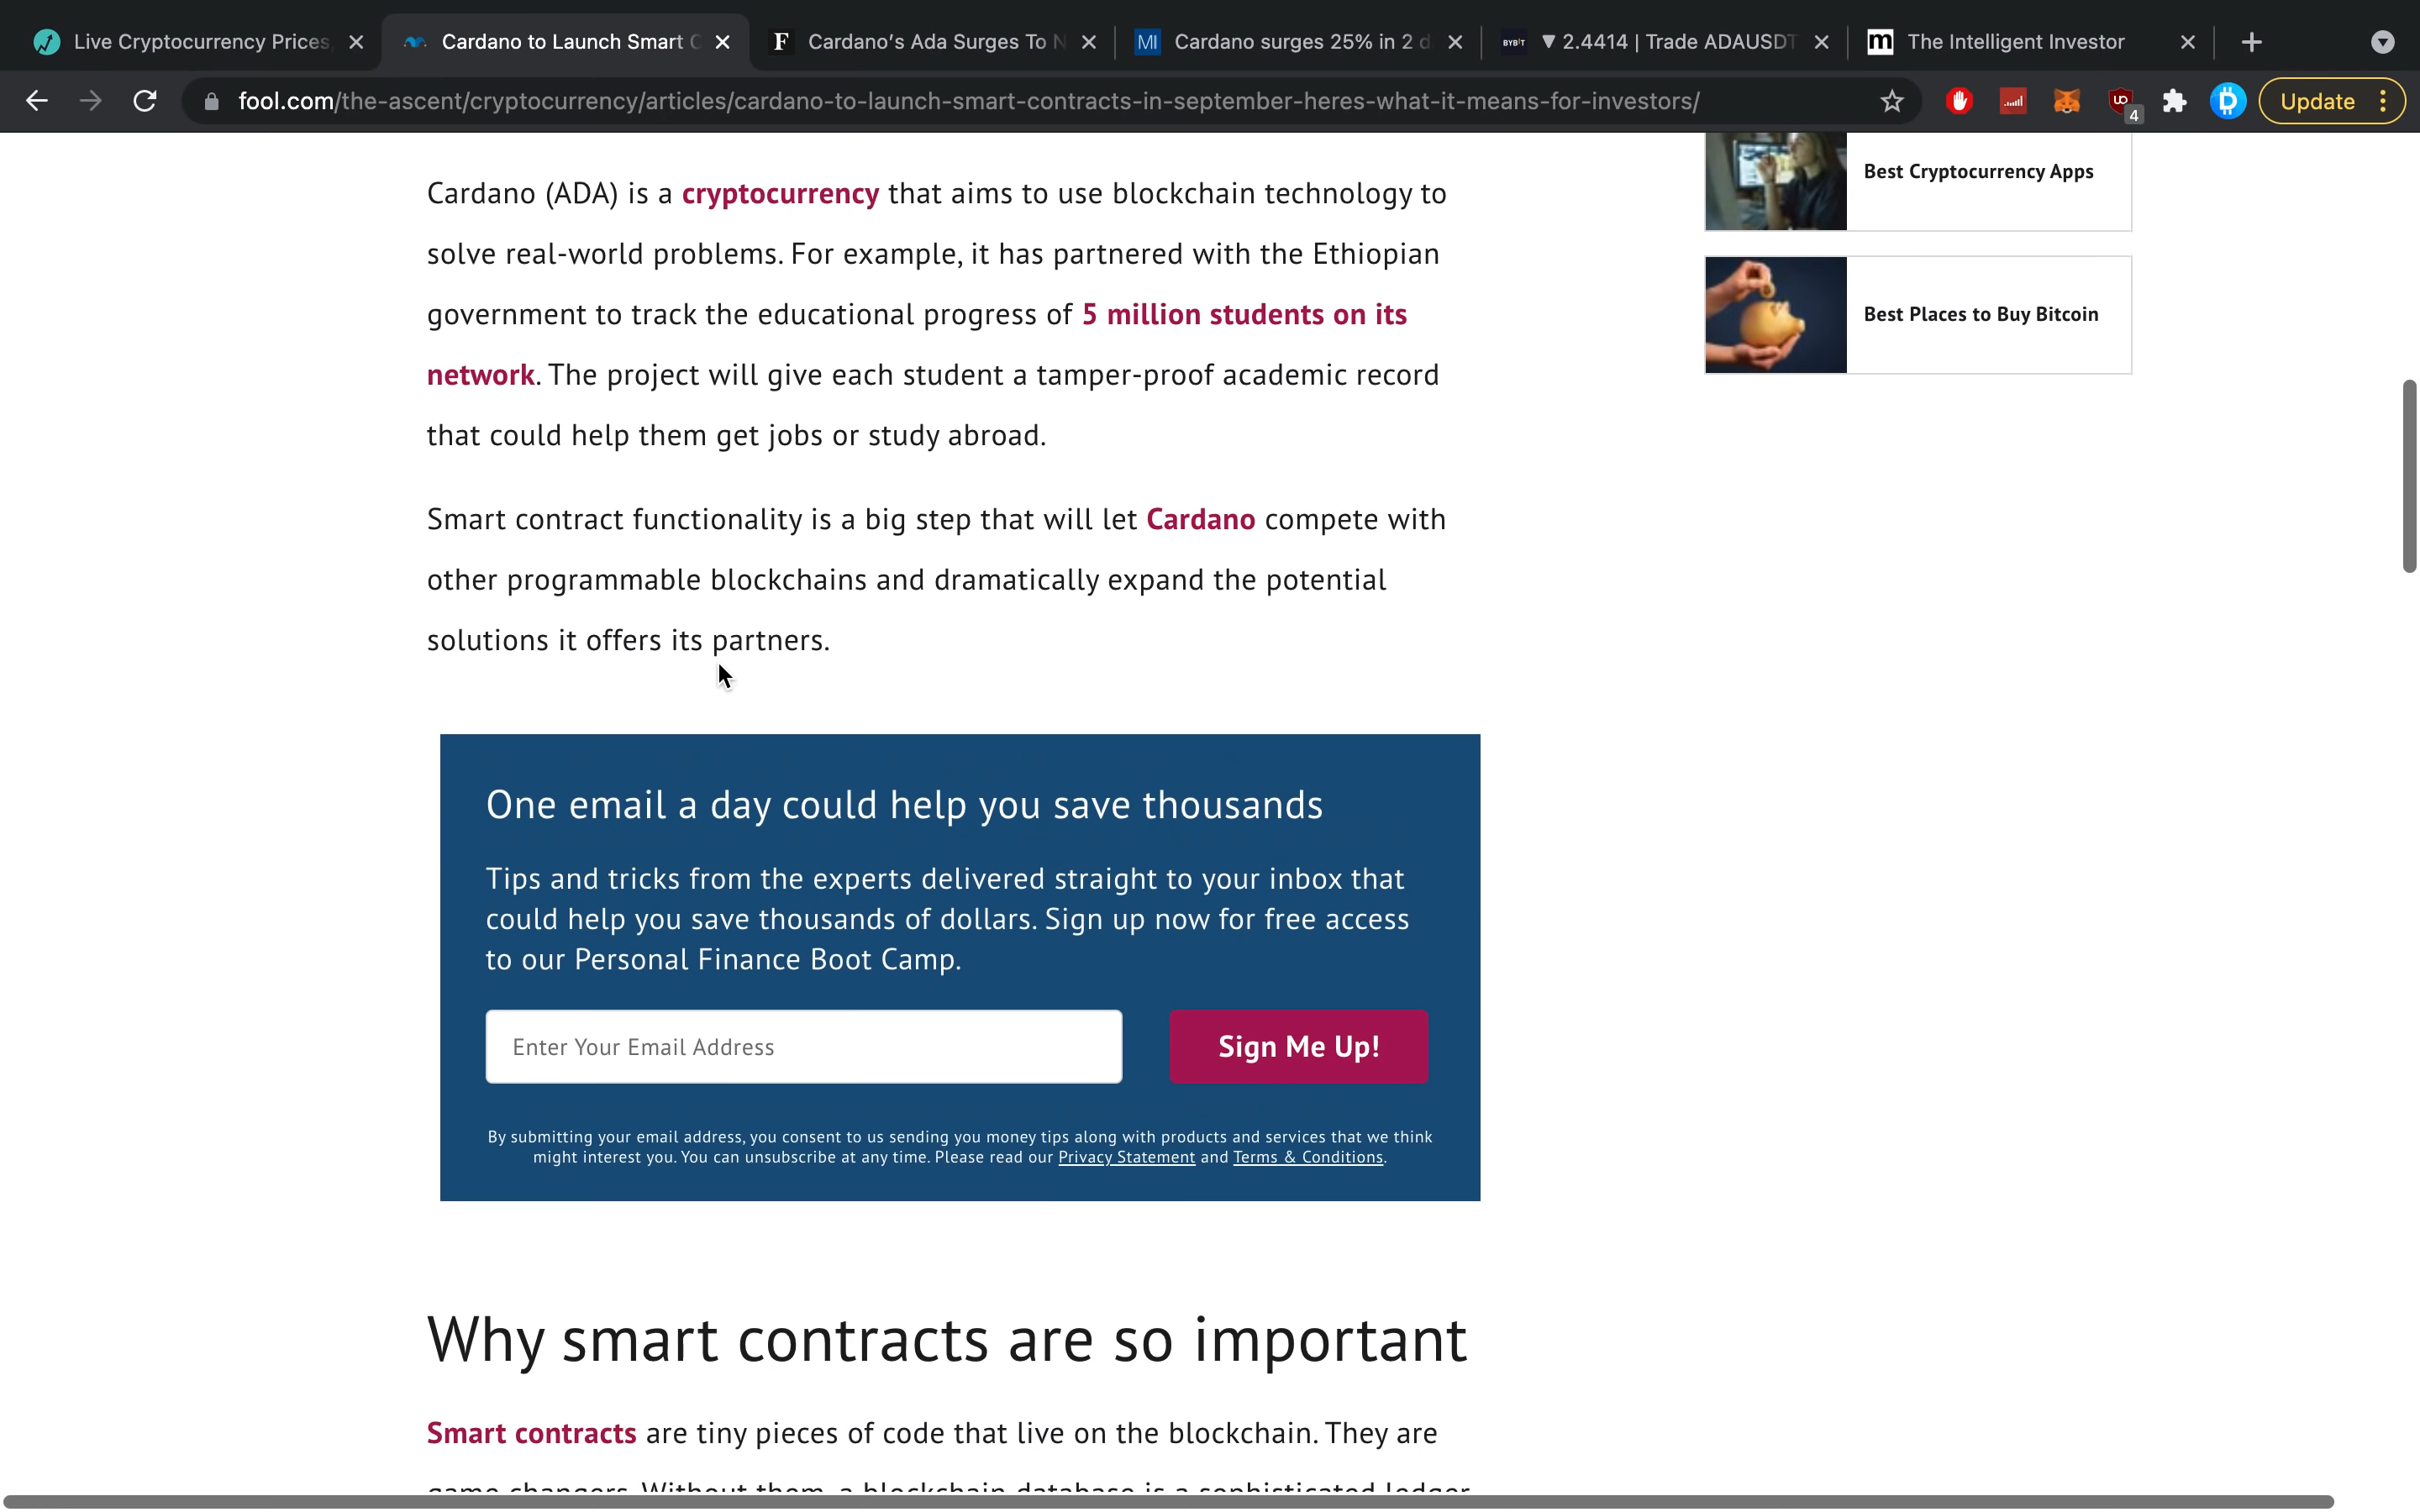 Live Cryptocurrency Prices
Cardano to Launch Smart C
Cardano's Ada Surges To N
Cardano surges 25% in 2 d
▼ 2.4414 | Trade ADAUSDT
The Intelligent Investor
fool.com/the-ascent/cryptocurrency/articles/cardano-to-launch-smart-contracts-in-september-heres-what-it-means-for-investors/
4
Update
Cardano (ADA) is a cryptocurrency that aims to use blockchain technology to
solve real-world problems. For example, it has partnered with the Ethiopian
government to track the educational progress of 5 million students on its
network. The project will give each student a tamper-proof academic record
that could help them get jobs or study abroad.
Smart contract functionality is a big step that will let Cardano compete with
other programmable blockchains and dramatically expand the potential
solutions it offers its partners.
Best Cryptocurrency Apps
Best Places to Buy Bitcoin
One email a day could help you save thousands
Tips and tricks from the experts delivered straight to your inbox that
could help you save thousands of dollars. Sign up now for free access
to our Personal Finance Boot Camp.
Enter Your Email Address
Sign Me Up!
By submitting your email address, you consent to us sending you money tips along with products and services that we think
might interest you. You can unsubscribe at any time. Please read our Privacy Statement and Terms & Conditions.
Why smart contracts are so important
Smart contracts are tiny pieces of code that live on the blockchain. They are
game changers. Without them, a blockchain database is a sophisticated ledger